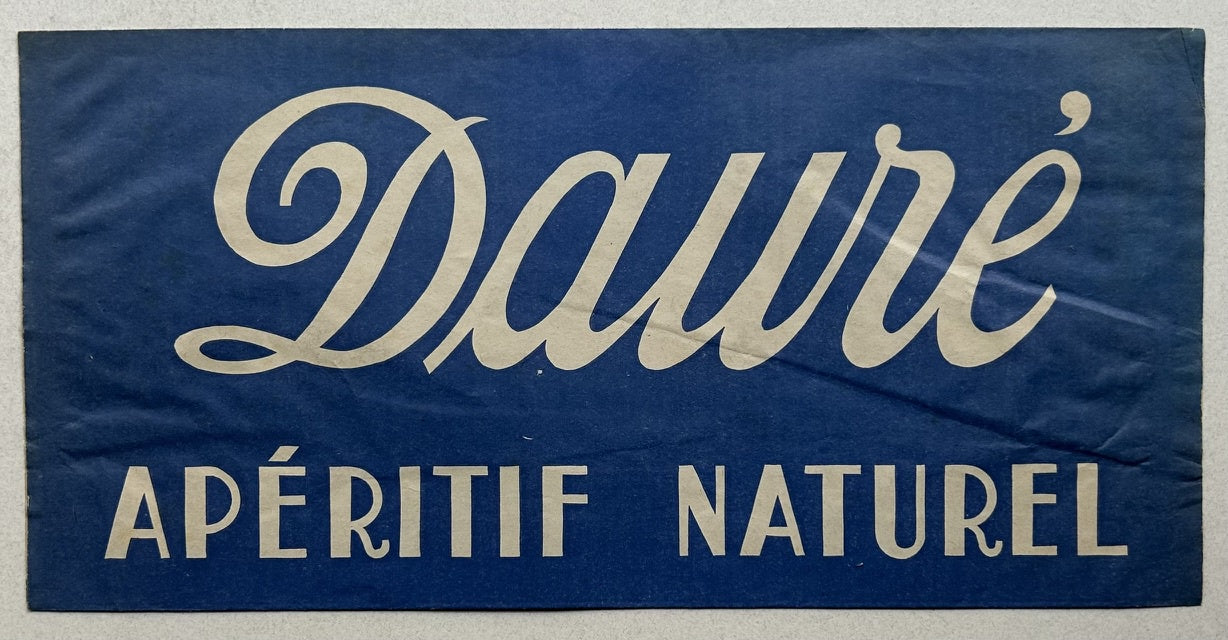 Dauré
APÉRITIF NATUREL